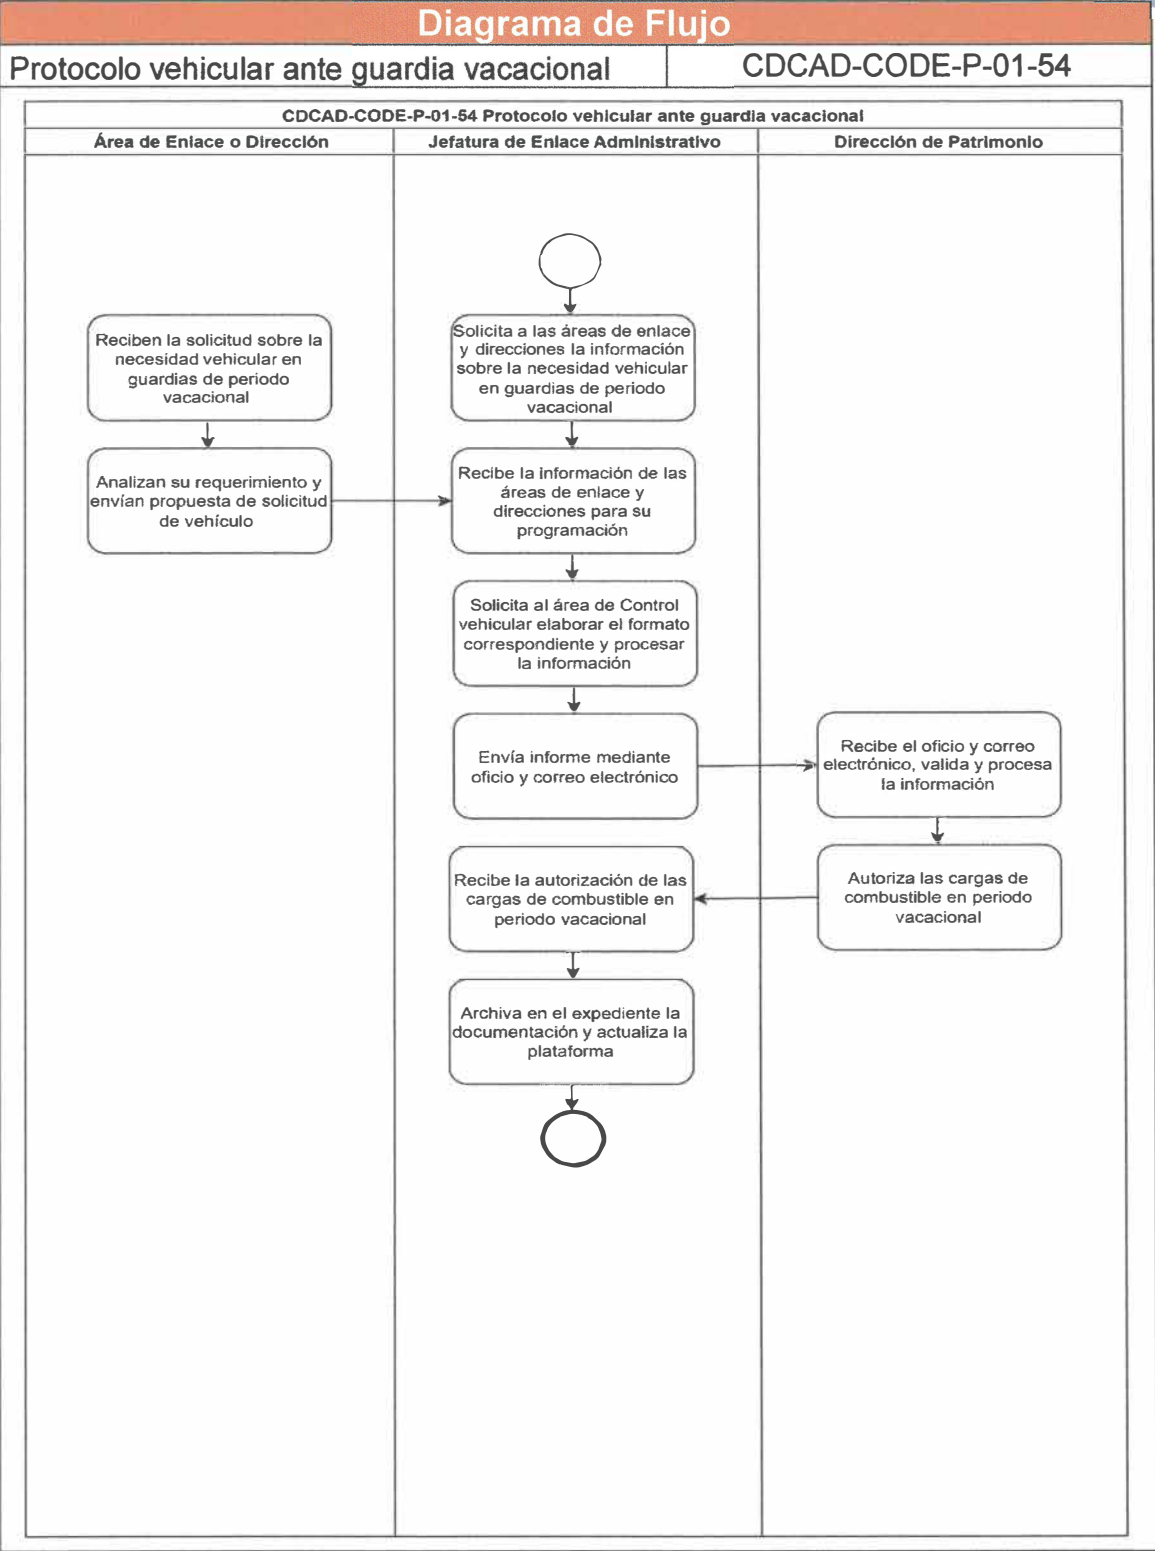 Diagrama de Flujo
Protocolo vehicular ante guardia vacacional
CDCAD-CODE-P-01-54
CDCAD-CODE-P-01-54 Protocolo vehicular ante guardia vacacional
Área de Enlace o Dirección
Jefatura de Enlace Administrativo
Dirección de Patrimonio
Solicita a las áreas de enlace
y direcciones la información
sobre la necesidad vehicular
en guardias de periodo
vacacional
Reciben la solicitud sobre la
necesidad vehicular en
guardias de periodo
vacacional
Analizan su requerimiento y
envían propuesta de solicitud
de vehículo
Recibe la información de las
áreas de enlace y
direcciones para su
programación
Solicita al área de Control
vehicular elaborar el formato
correspondiente y procesar
la información
Envía informe mediante
oficio y correo electrónico
Recibe el oficio y correo
electrónico, valida y procesa
la información
Autoriza las cargas de
combustible en periodo
vacacional
Recibe la autorización de las
cargas de combustible en
periodo vacacional
Archiva en el expediente la
documentación y actualiza la
plataforma